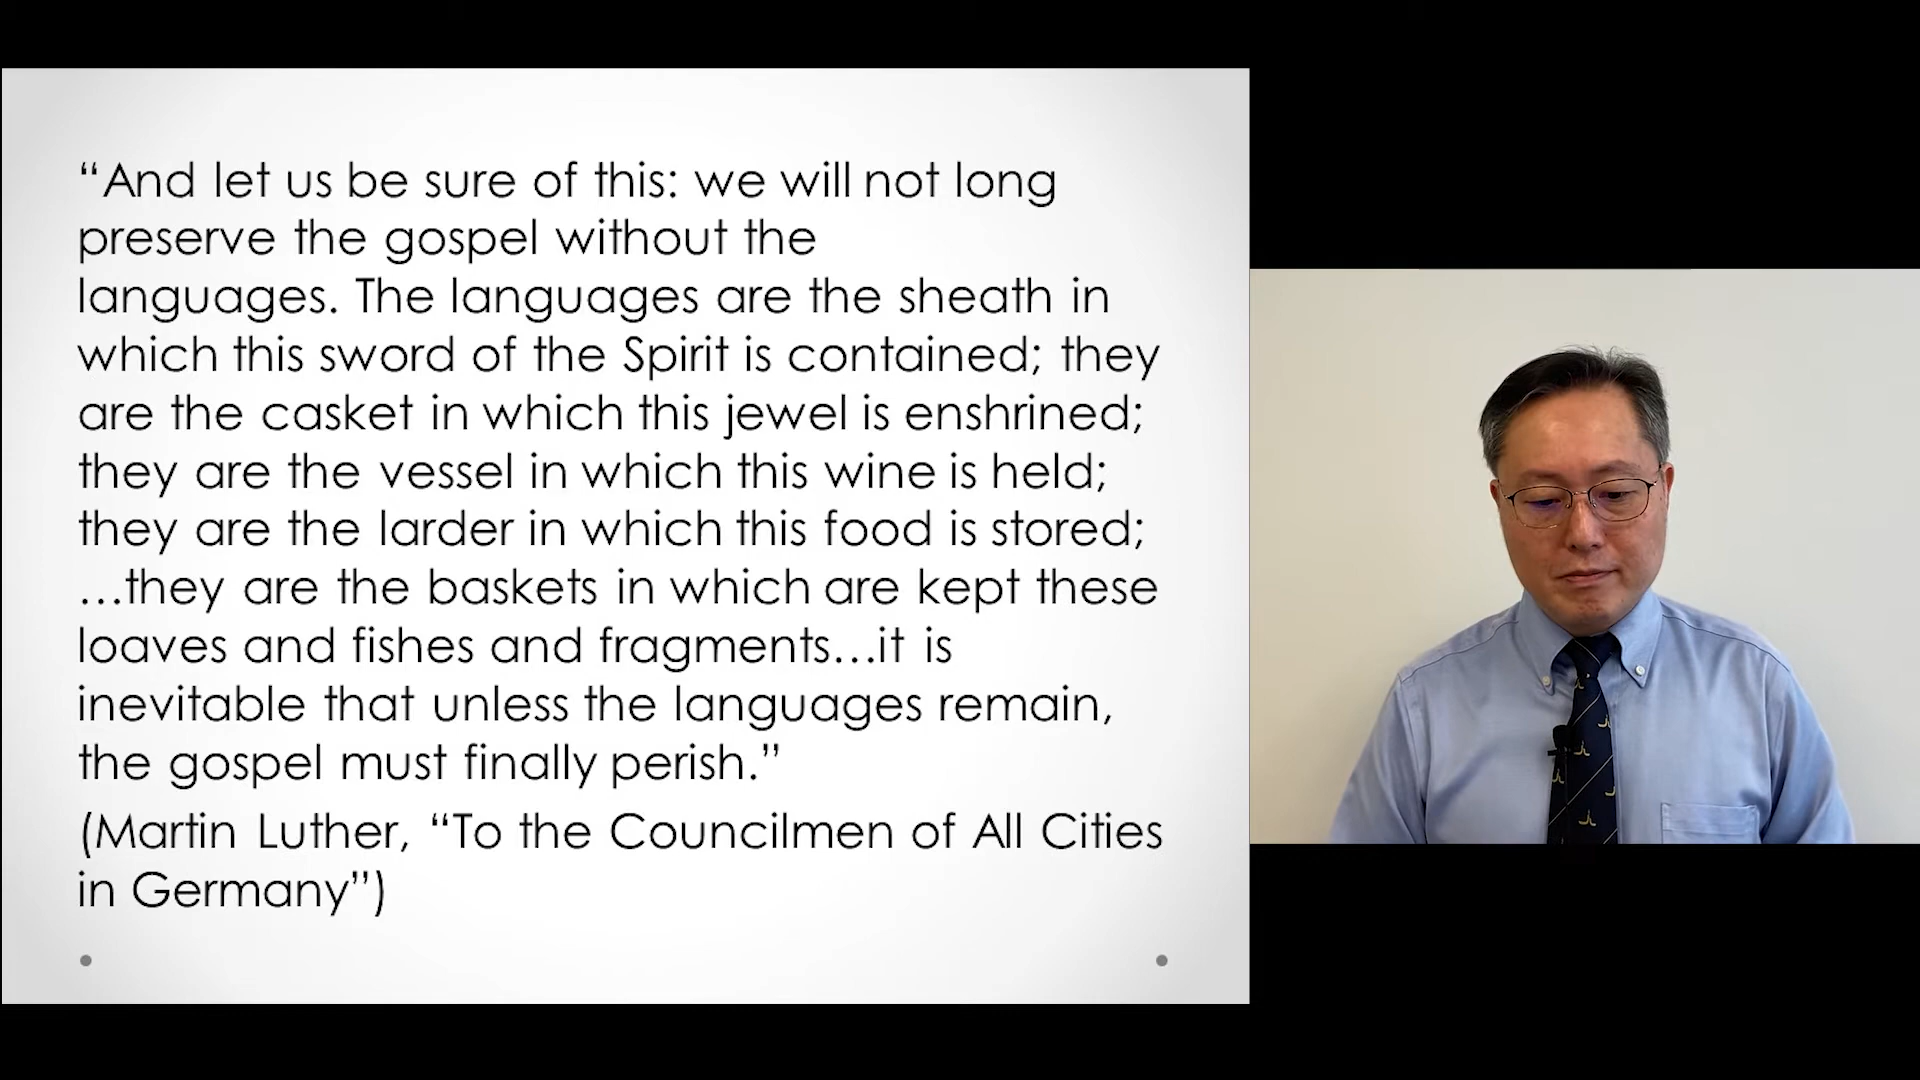 “And let us be sure of this: we will not long
preserve the gospel without the
languages. The languages are the sheath in
which this sword of the Spirit is contained; they
are the casket in which this jewel is enshrined;
they are the vessel in which this wine is held;
they are the larder in which this food is stored;
…they are the baskets in which are kept these
loaves and fishes and fragments…it is
inevitable that unless the languages remain,
the gospel must finally perish.”
(Martin Luther, “To the Councilmen of All Cities
in Germany”)